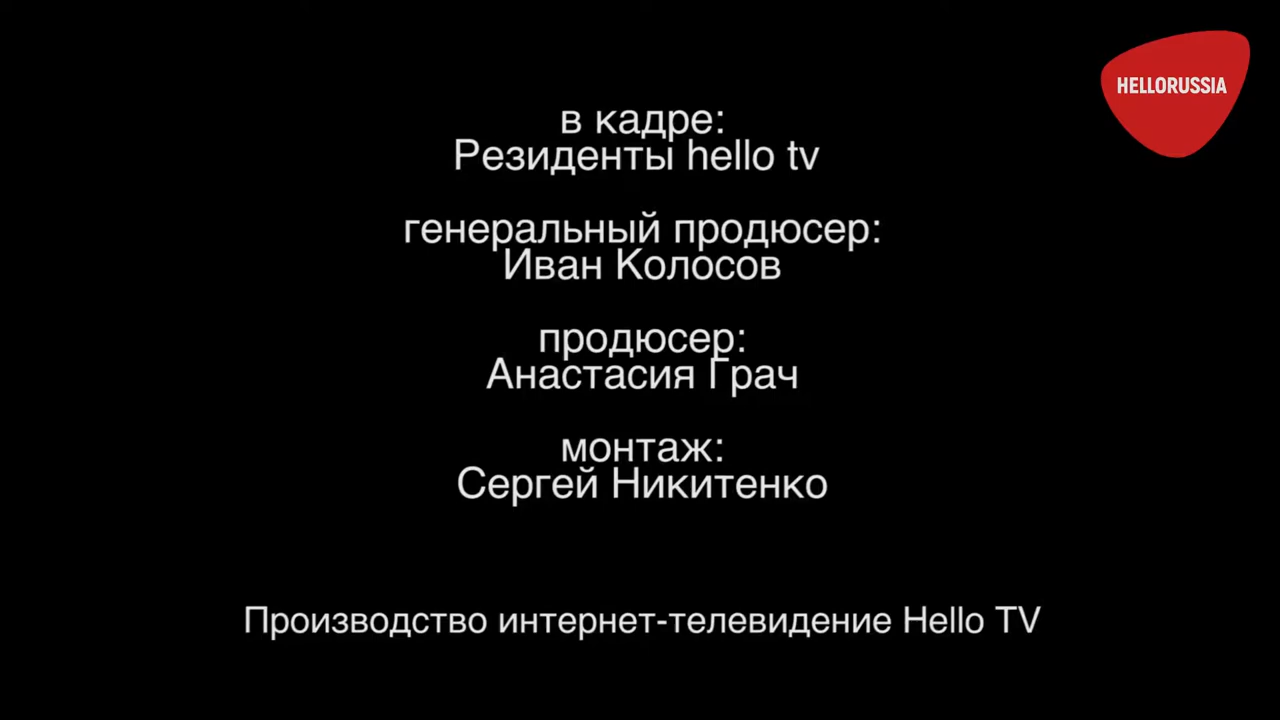 HELLORUSSIA
в кадре:
Резиденты hello tv
генеральный продюсер:
Иван Колосов
продюсер:
Анастасия Грач
монтаж:
Сергей Никитенко
Производство интернет-телевидение Hello TV